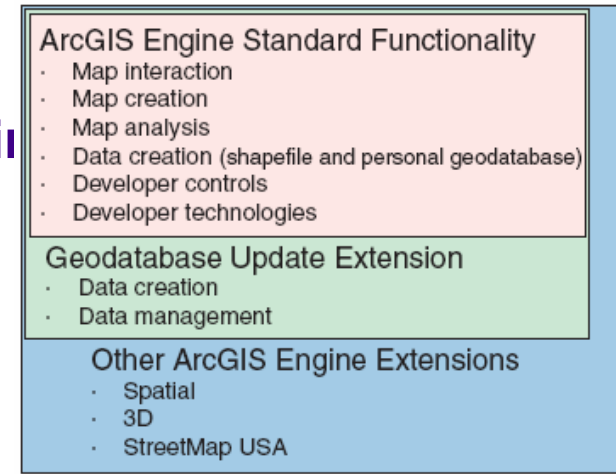 ArcGIS Engine Standard Functionality
· Map interaction
· Map creation
· Map analysis
· Data creation (shapefile and personal geodatabase)
· Developer controls
· Developer technologies
Geodatabase Update Extension
· Data creation
· Data management
Other ArcGIS Engine Extensions
· Spatial
· 3D
· StreetMap USA